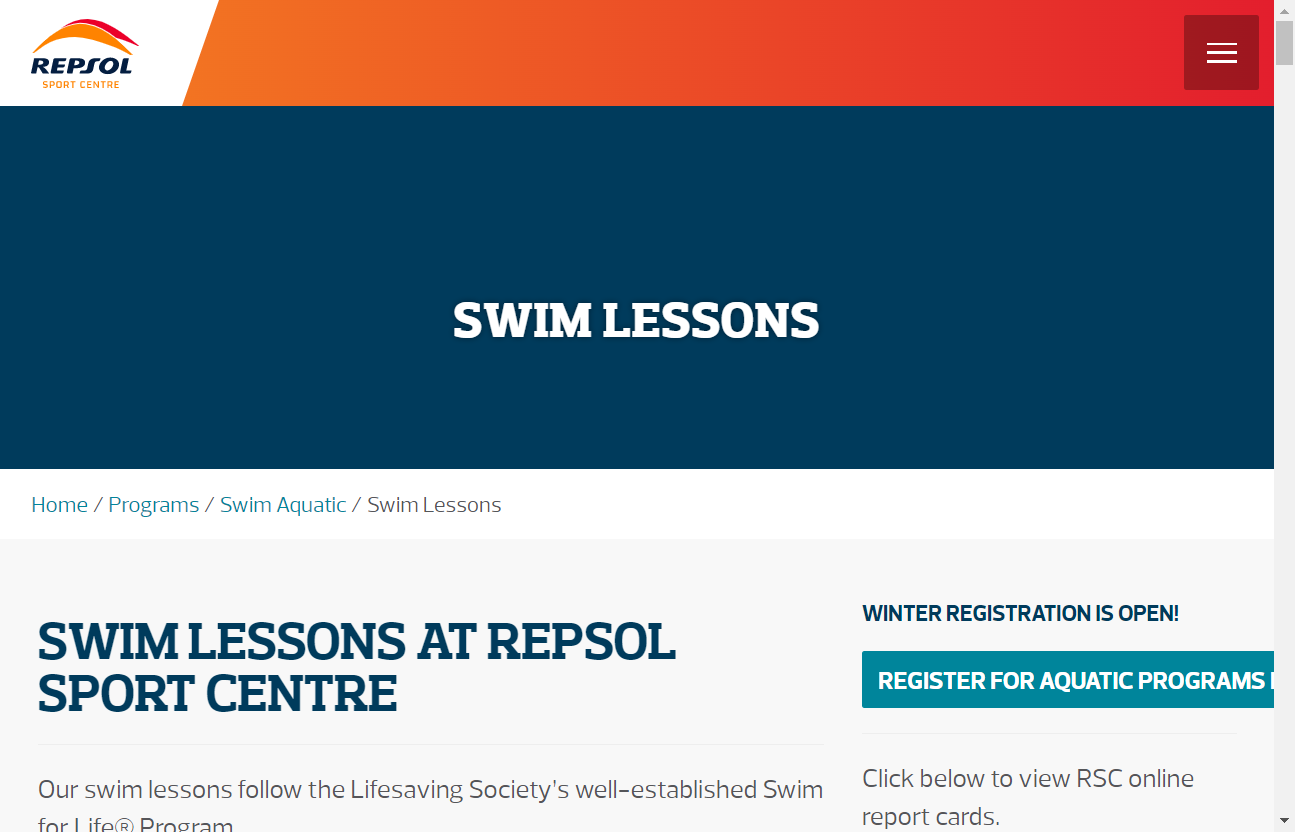 REPSOL
SPORT CENTRE
SWIM LESSONS
Home / Programs / Swim Aquatic / Swim Lessons
SWIM LESSONS AT REPSOL
SPORT CENTRE
Our swim lessons follow the Lifesaving Society's well-established Swim
for Life® Program
WINTER REGISTRATION IS OPEN!
REGISTER FOR AQUATIC PROGRAMS
Click below to view RSC online
report cards.